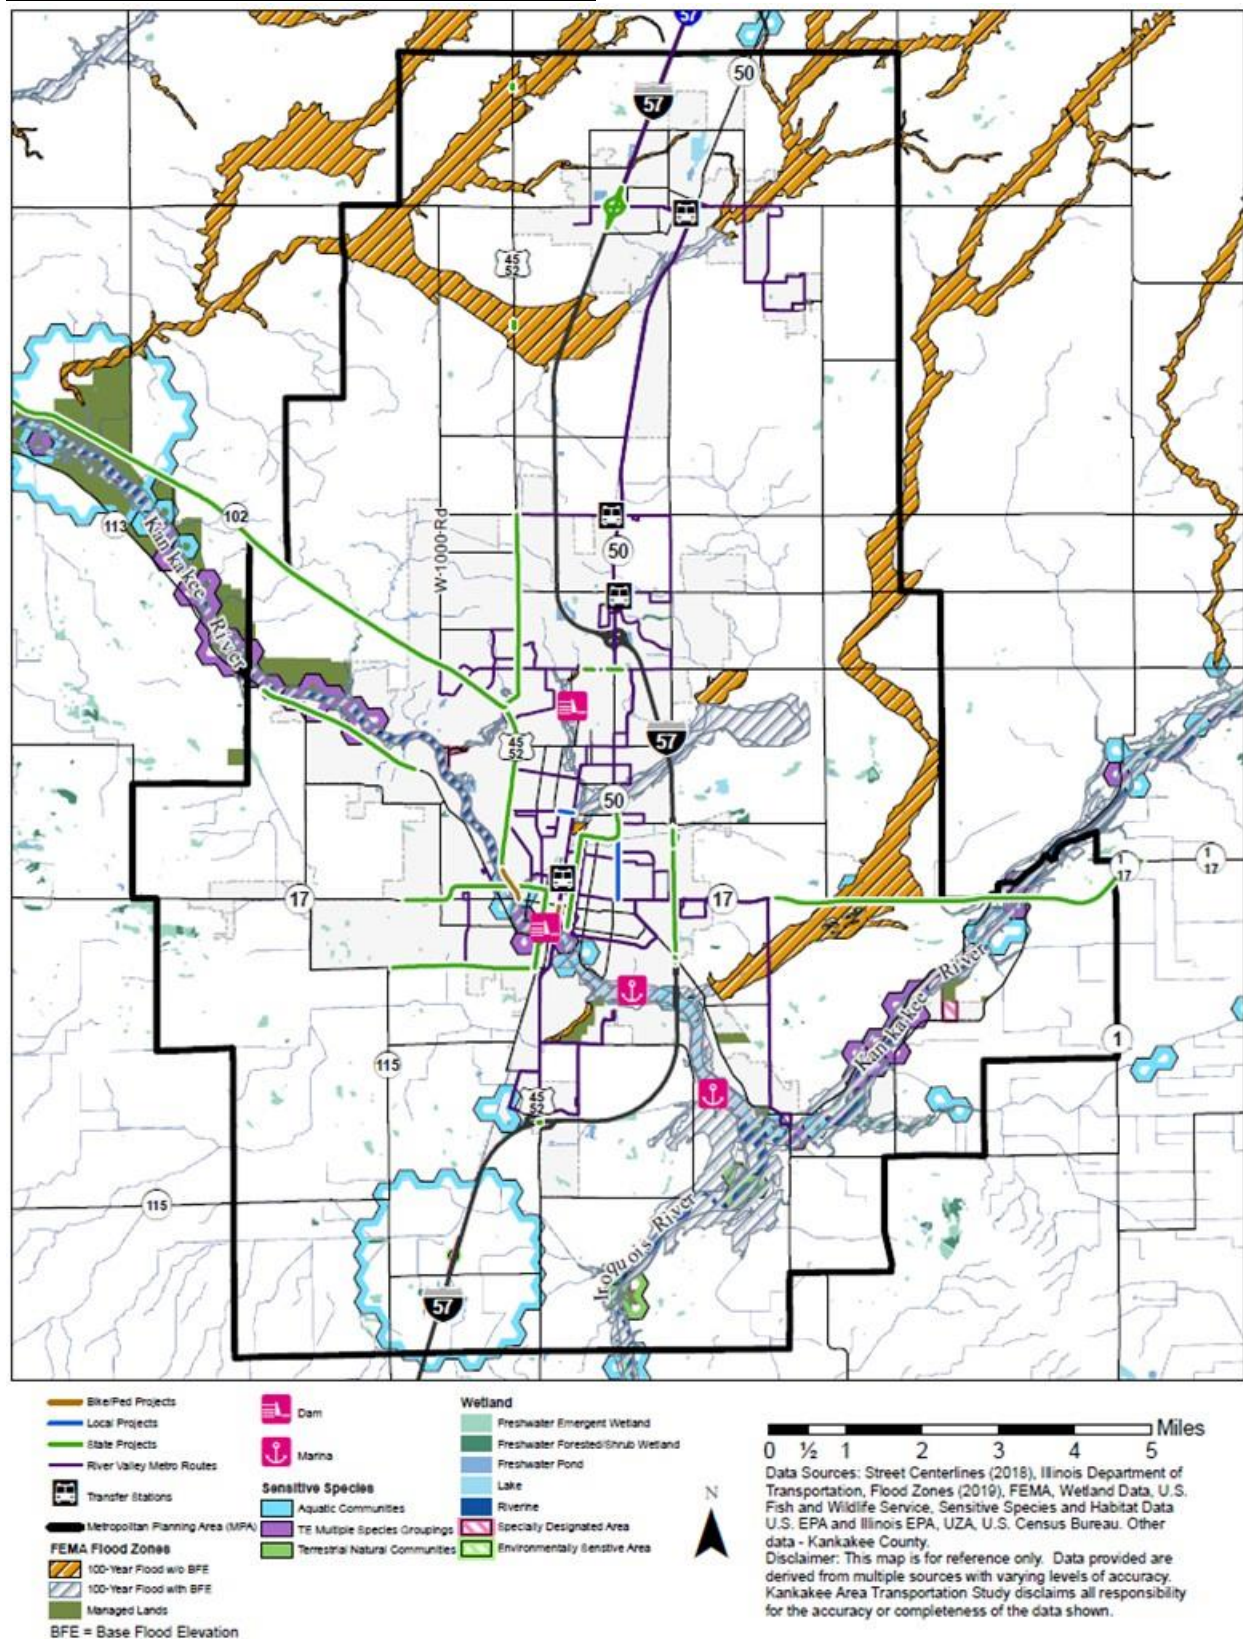 57
50
57
45
52
102
113
Kankakee River
W-1000-Rd
50
45
52
57
50
17
17
1
17
1
17
Kankakee River
1
115
45
52
115
Iroquois River
57
Bike/Ped Projects
Local Projects
State Projects
River Valley Metro Routes
Transfer Stations
Metropolitan Planning Area (MPA)
FEMA Flood Zones
100-Year Flood w/o BFE
100-Year Flood with BFE
Managed Lands
BFE = Base Flood Elevation
Dam
Marina
Sensitive Species
Aquatic Communities
TE Multiple Species Groupings
Terrestrial Natural Communities
Wetland
Freshwater Emergent Wetland
Freshwater Forested/Shrub Wetland
Freshwater Pond
Lake
Riverine
Specially Designated Area
Environmentally Senstive Area
N
Miles
0 ½ 1 2 3 4 5
Data Sources: Street Centerlines (2018), Illinois Department of
Transportation, Flood Zones (2019), FEMA, Wetland Data, U.S.
Fish and Wildlife Service, Sensitive Species and Habitat Data
U.S. EPA and Illinois EPA, UZA, U.S. Census Bureau. Other
data - Kankakee County.
Disclaimer: This map is for reference only. Data provided are
derived from multiple sources with varying levels of accuracy.
Kankakee Area Transportation Study disclaims all responsibility
for the accuracy or completeness of the data shown.